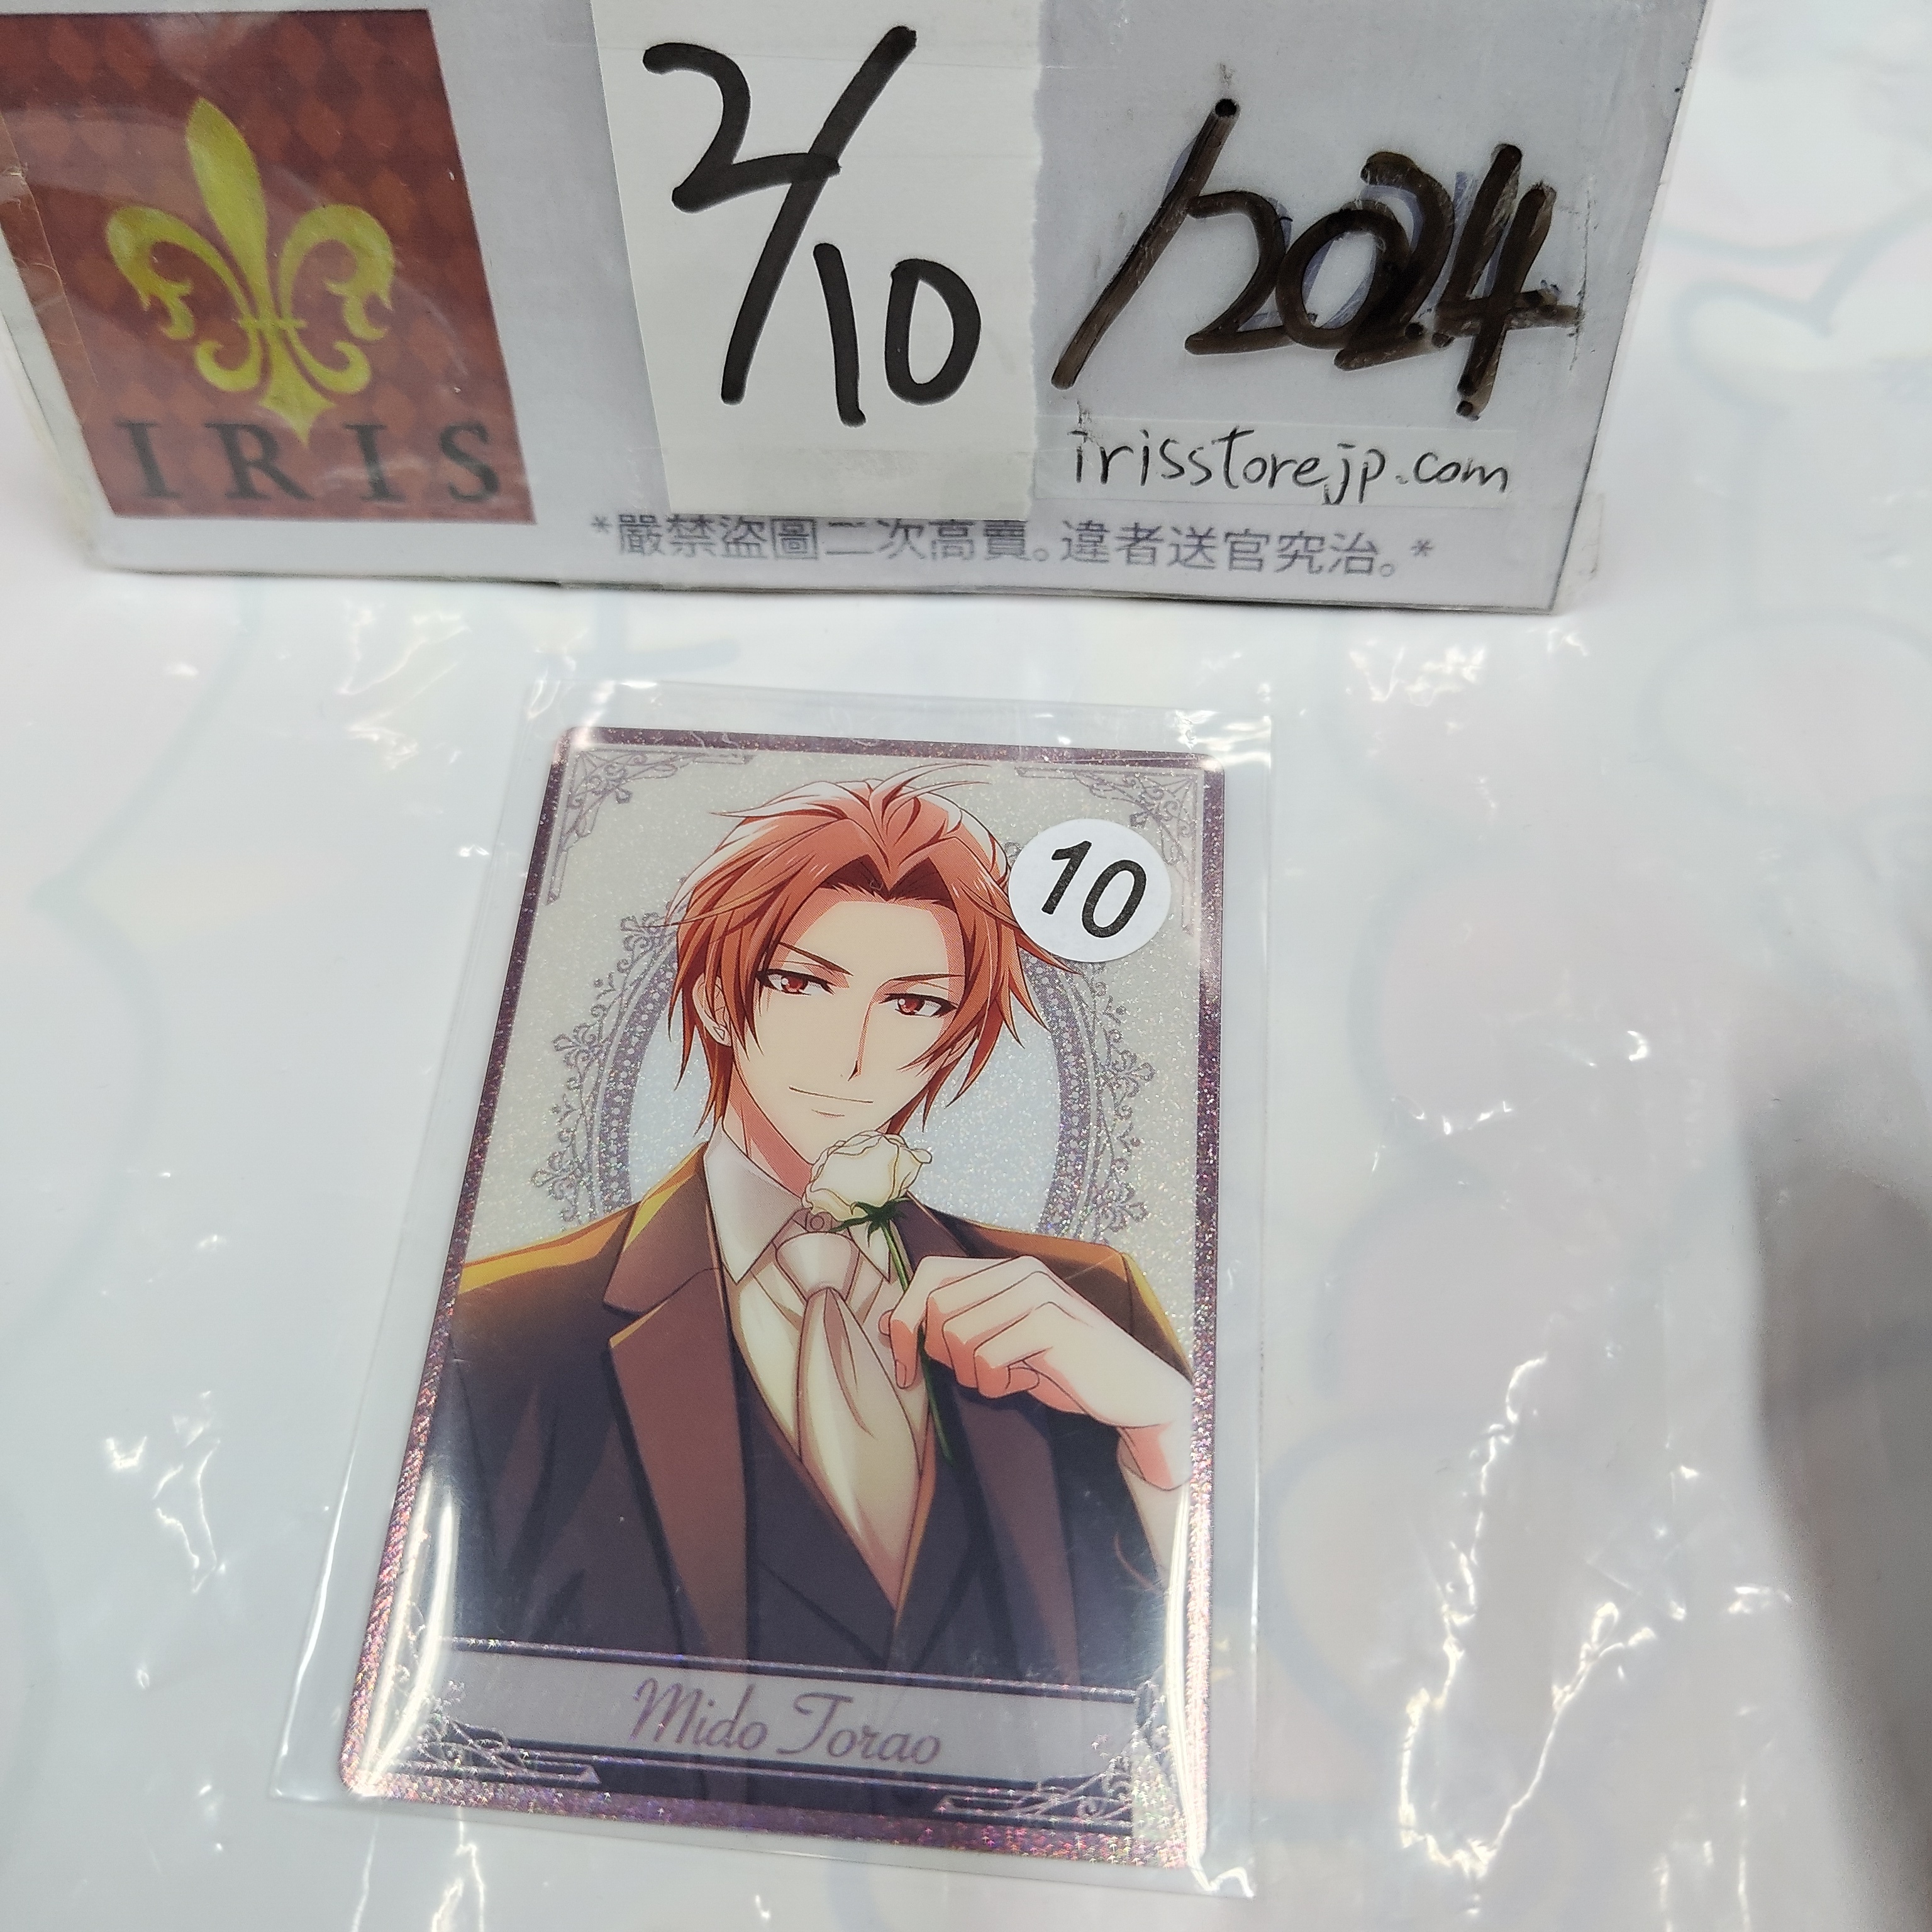 IRIS
2/10
/2024
irisstorejp.com
*嚴禁盜圖二次高賣。違者送官究治。*
10
Mido Torao